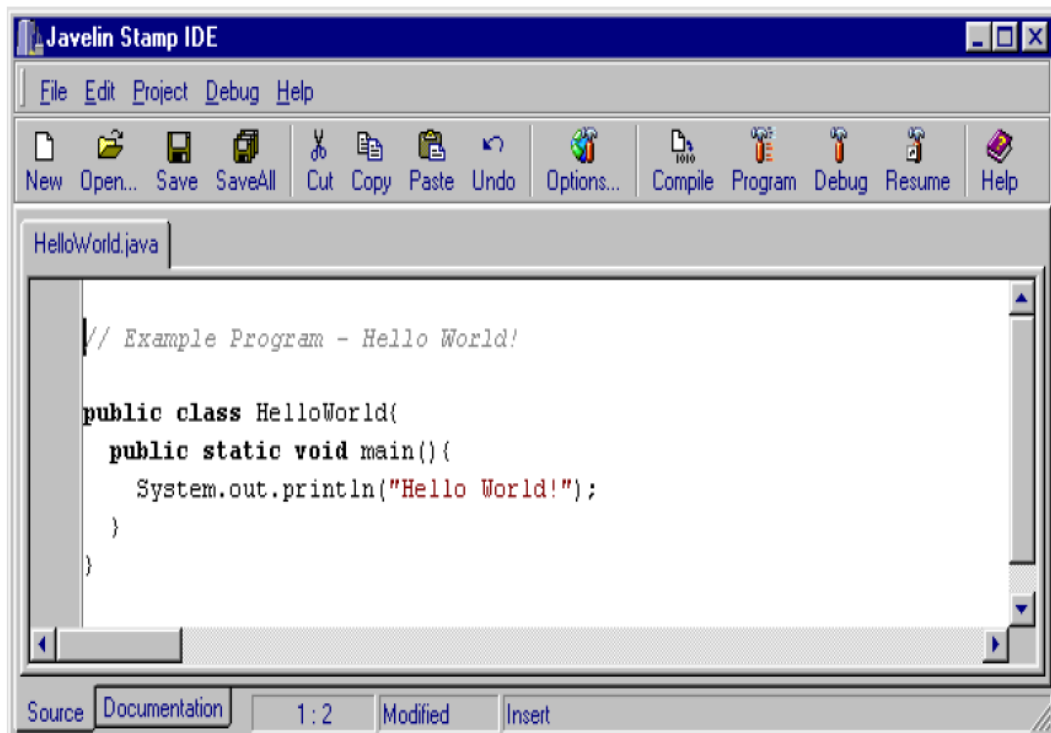 Javelin Stamp IDE
File Edit Project Debug Help
New Open... Save SaveAll Cut Copy Paste Undo Options... Compile Program Debug Resume Help
HelloWorld.java
// Example Program - Hello World!
public class HelloWorld{
public static void main(){
System.out.println("Hello World!");
}
}
Source Documentation 1 : 2 Modified Insert